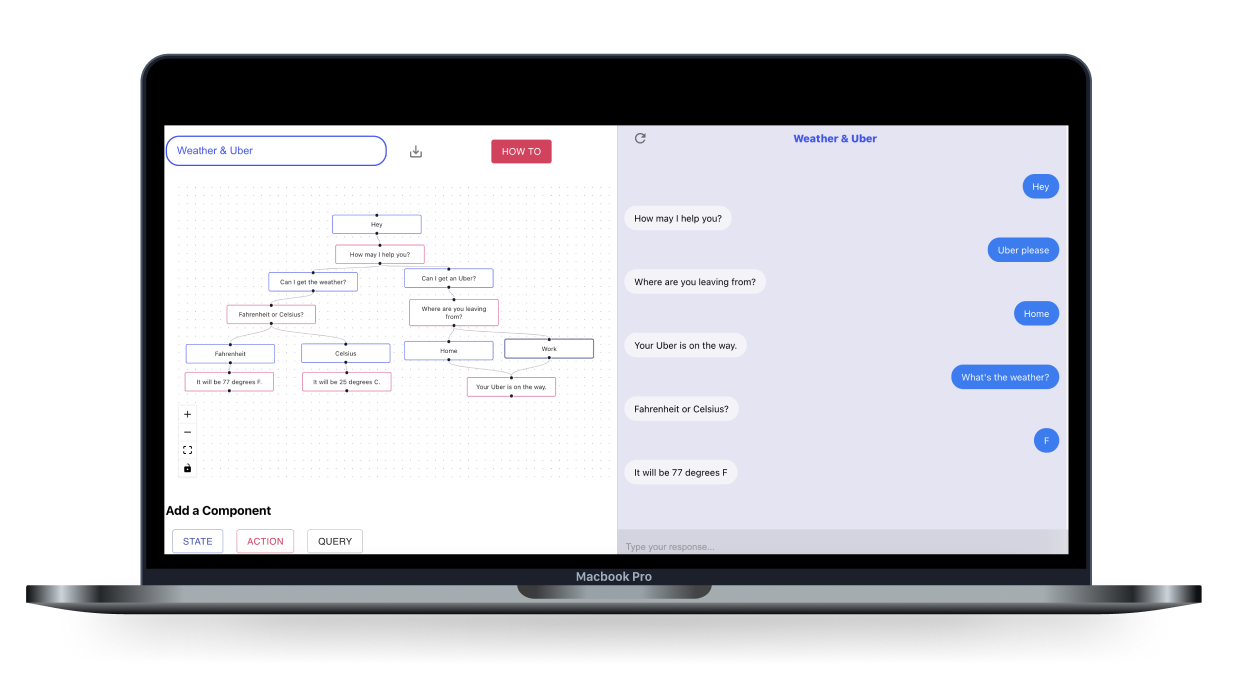 Weather & Uber
HOW TO
Hey
How may I help you?
Can I get the weather?
Can I get an Uber?
Fahrenheit or Celsius?
Where are you leaving
from?
Fahrenheit
Celsius
Home
Work
It will be 77 degrees F.
It will be 25 degrees C.
Your Uber is on the way.
Add a Component
STATE
ACTION
QUERY
Weather & Uber
Hey
How may I help you?
Uber please
Where are you leaving from?
Home
Your Uber is on the way.
What's the weather?
Fahrenheit or Celsius?
F
It will be 77 degrees F
Type your response...
Macbook Pro